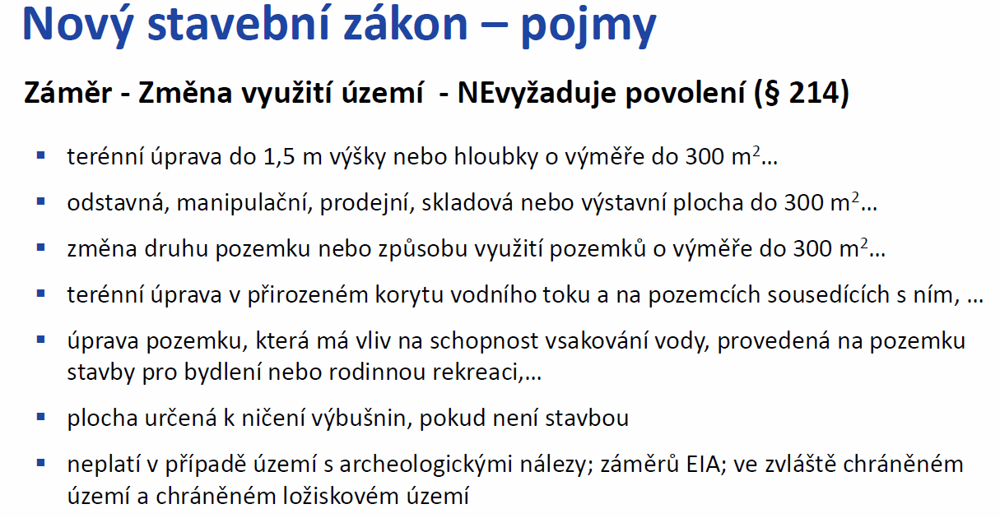 Nový stavební zákon – pojmy
Záměr - Změna využití území - NEvyžaduje povolení (§ 214)
▪ terénní úprava do 1,5 m výšky nebo hloubky o výměře do 300 m²…
▪ odstavná, manipulační, prodejní, skladová nebo výstavní plocha do 300 m²…
▪ změna druhu pozemku nebo způsobu využití pozemků o výměře do 300 m²…
▪ terénní úprava v přirozeném korytu vodního toku a na pozemcích sousedících s ním, …
▪ úprava pozemku, která má vliv na schopnost vsakování vody, provedená na pozemku
stavby pro bydlení nebo rodinnou rekreaci,…
▪ plocha určená k ničení výbušnin, pokud není stavbou
▪ neplatí v případě území s archeologickými nálezy; záměrů EIA; ve zvláště chráněném
území a chráněném ložiskovém území